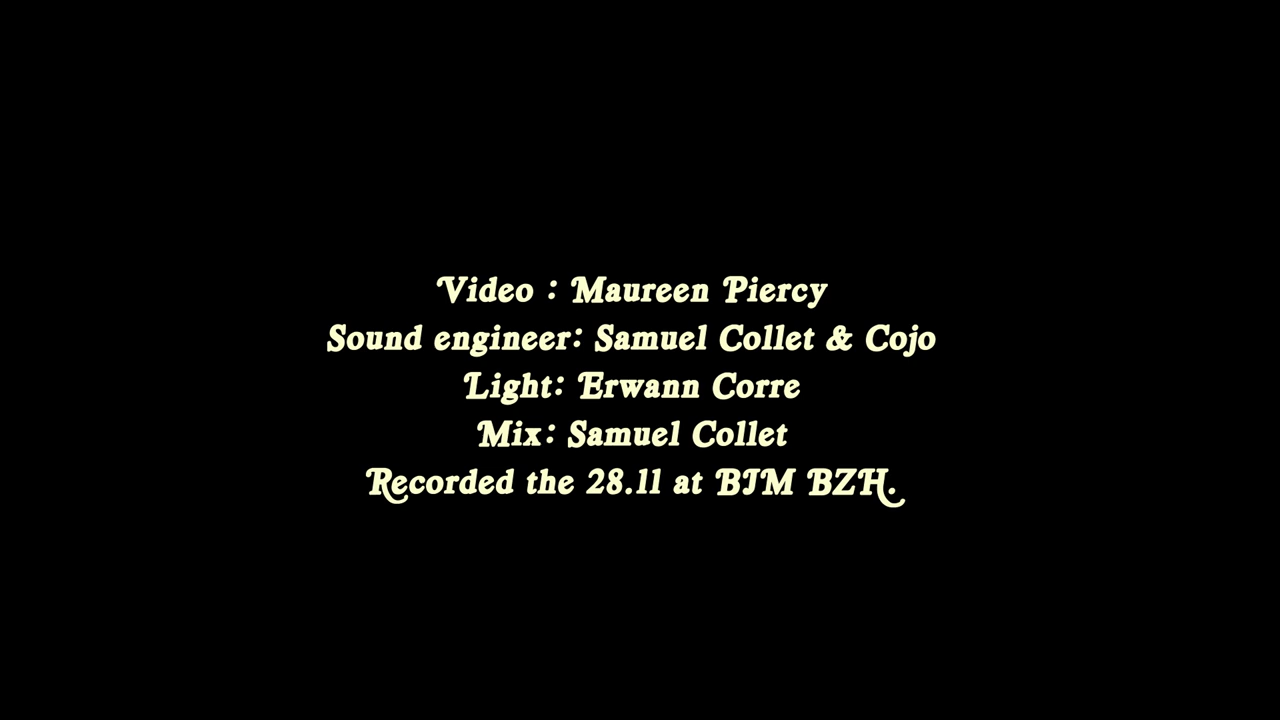 Video : Maureen Piercy
Sound engineer: Samuel Collet & Cojo
Light: Erwann Corre
Mix: Samuel Collet
Recorded the 28.11 at BIM BZH.